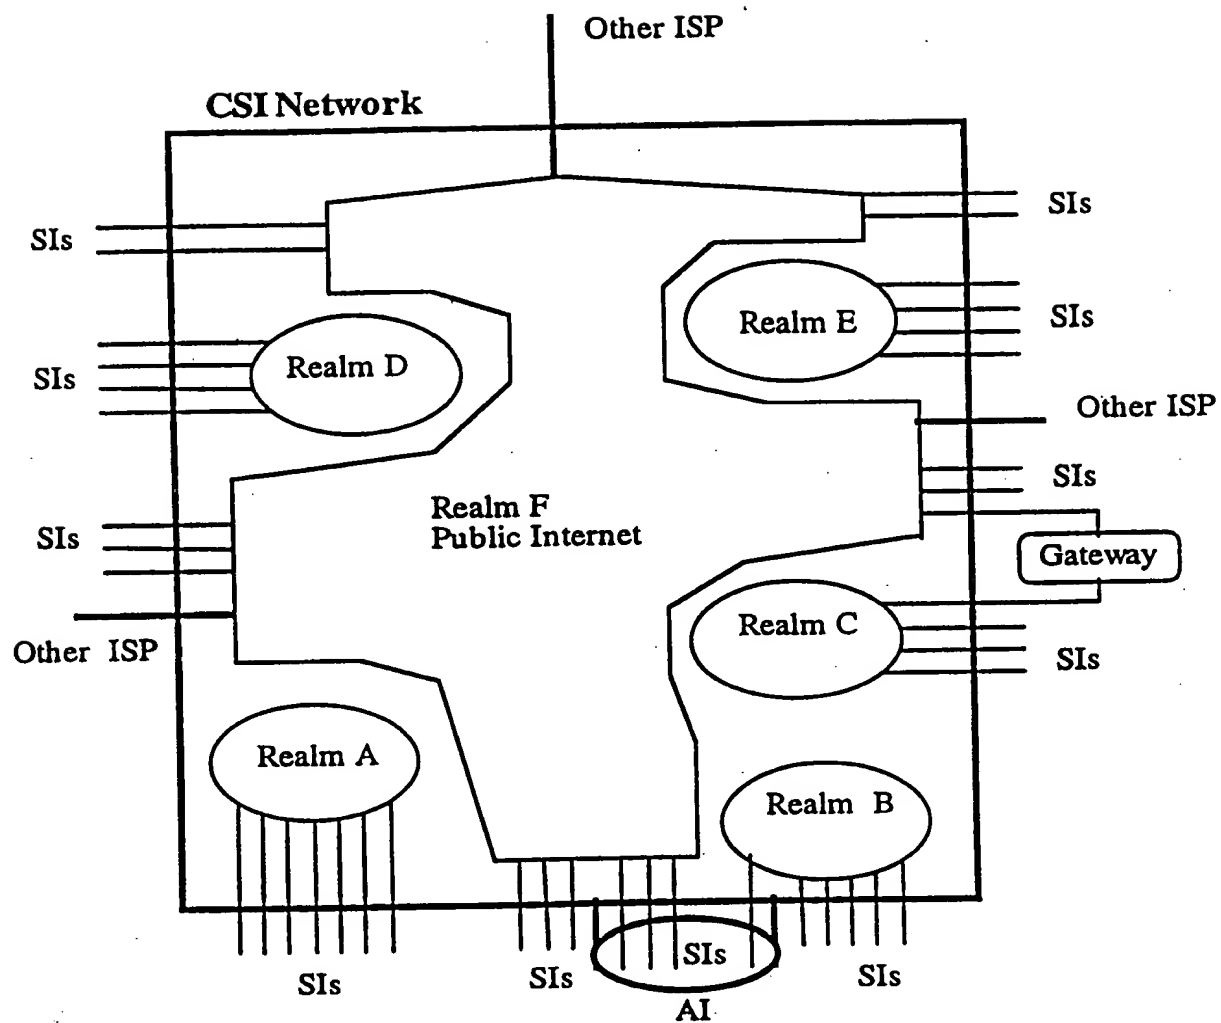 Other ISP
CSI Network
SIs
SIs
Realm E
SIs
Realm D
SIs
Other ISP
SIs
Realm F
Public Internet
SIs
Gateway
Realm C
Other ISP
SIs
Realm A
Realm B
SIs
SIs
SIs
SIs
AI